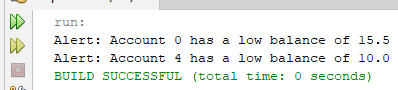 run:
Alert: Account 0 has a low balance of 15.5
Alert: Account 4 has a low balance of 10.0
BUILD SUCCESSFUL (total time: 0 seconds)